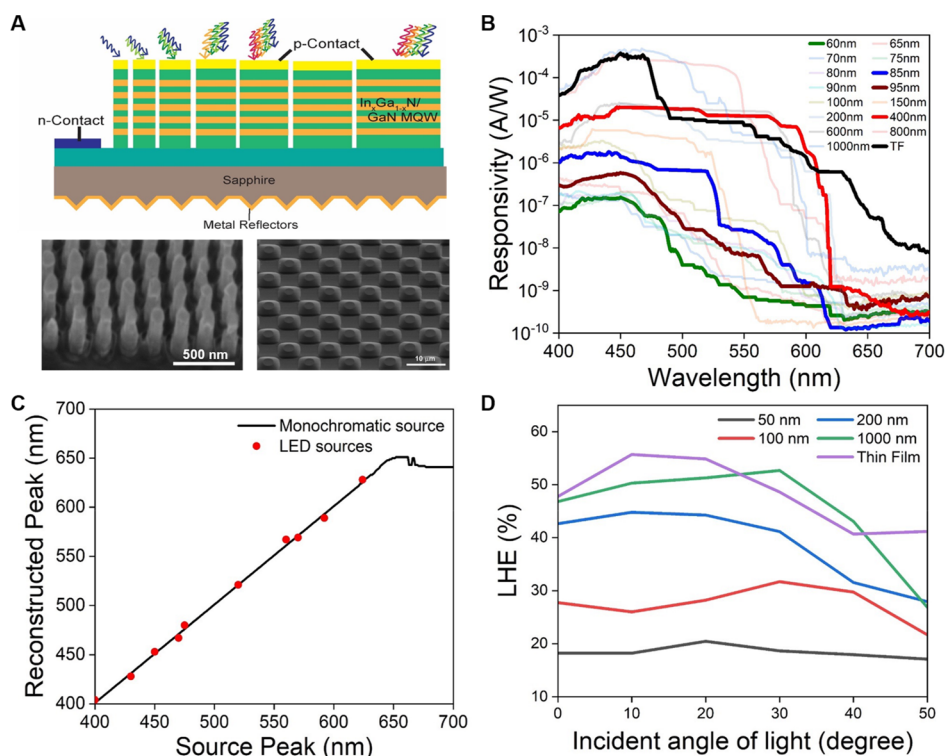 A
p-Contact
n-Contact
InxGa1-xN/
GaN MQW
Sapphire
Metal Reflectors
500 nm
10 μm
B
Responsivity (A/W)
10-3
10-4
10-5
10-6
10-7
10-8
10-9
10-10
60nm 65nm
70nm 75nm
80nm 85nm
90nm 95nm
100nm 150nm
200nm 400nm
600nm 800nm
1000nm TF
400 450 500 550 600 650 700
Wavelength (nm)
C
Reconstructed Peak (nm)
700
650
600
550
500
450
400
Monochromatic source
LED sources
400 450 500 550 600 650 700
Source Peak (nm)
D
LHE (%)
60
50
40
30
20
10
50 nm 200 nm
100 nm 1000 nm
Thin Film
0 10 20 30 40 50
Incident angle of light (degree)